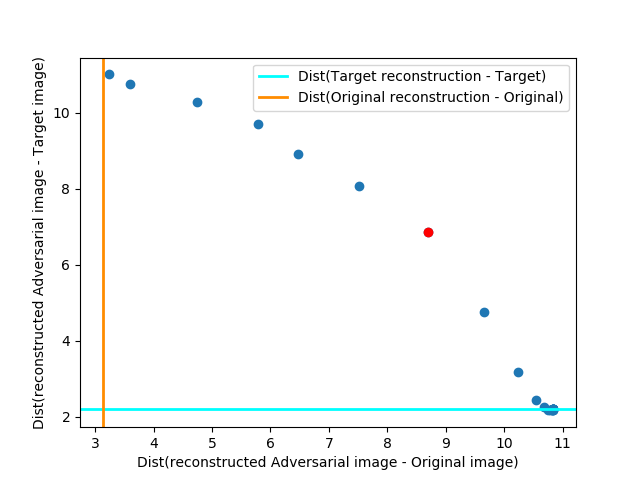 Dist(Target reconstruction - Target)
Dist(Original reconstruction - Original)
Dist(reconstructed Adversarial image - Target image)
10
8
6
4
2
3 4 5 6 7 8 9 10 11
Dist(reconstructed Adversarial image - Original image)